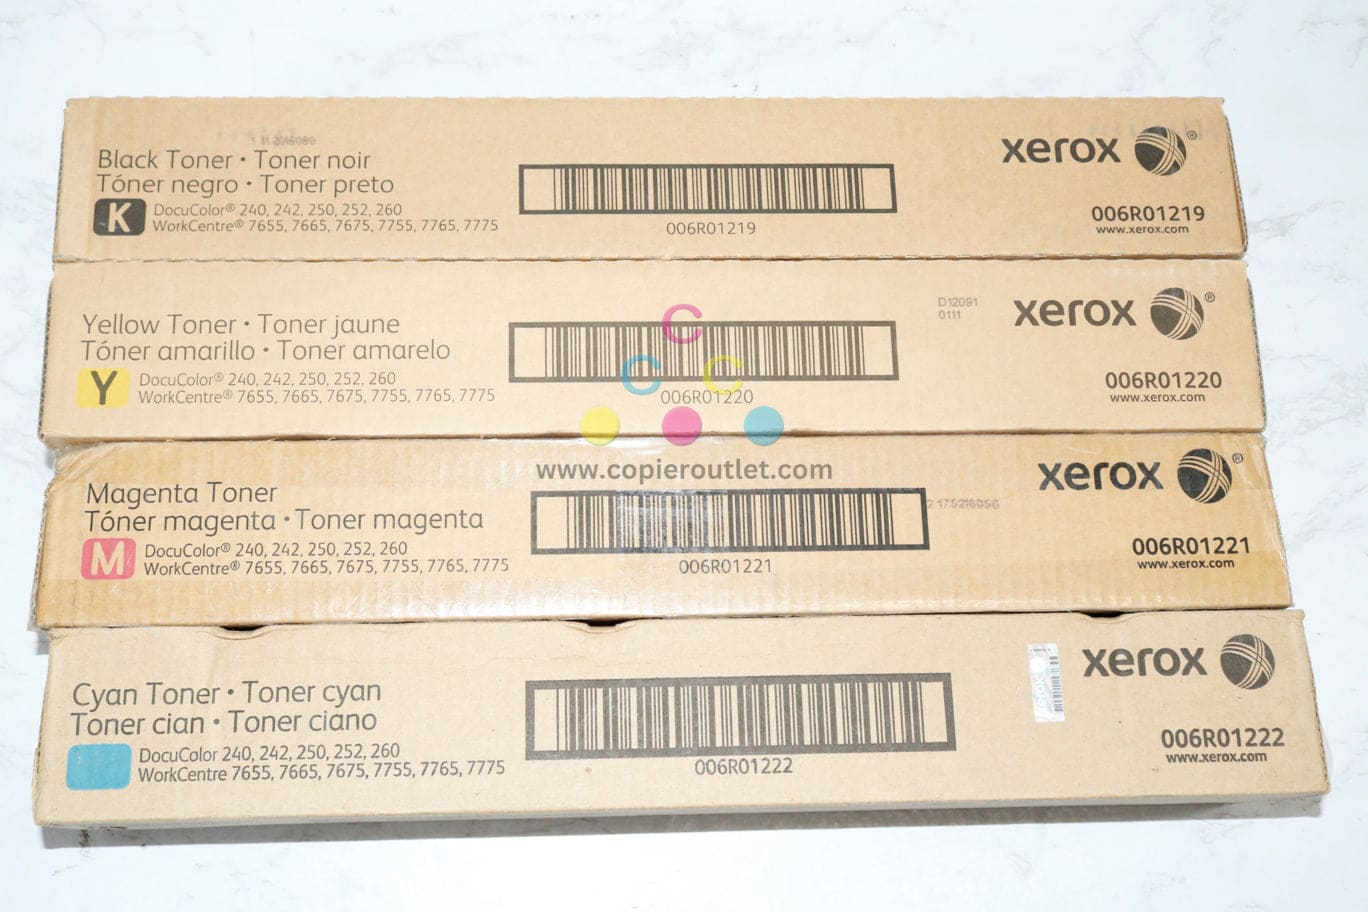 Black Toner • Toner noir
Tóner negro • Toner preto
K
DocuColor® 240, 242, 250, 252, 260
WorkCentre® 7655, 7665, 7675, 7755, 7765, 7775
006R01219
xerox®
006R01219
www.xerox.com
Yellow Toner • Toner jaune
Tóner amarillo • Toner amarelo
Y
DocuColor® 240, 242, 250, 252, 260
WorkCentre® 7655, 7665, 7675, 7755, 7765, 7775
C
C C
006R01220
D12091
0111
xerox®
006R01220
www.xerox.com
www.copieroutlet.com
Magenta Toner
Tóner magenta • Toner magenta
M
DocuColor® 240, 242, 250, 252, 260
WorkCentre® 7655, 7665, 7675, 7755, 7765, 7775
006R01221
xerox®
006R01221
www.xerox.com
Cyan Toner • Toner cyan
Toner cian • Toner ciano
DocuColor 240, 242, 250, 252, 260
WorkCentre 7655, 7665, 7675, 7755, 7765, 7775
006R01222
xerox
006R01222
www.xerox.com